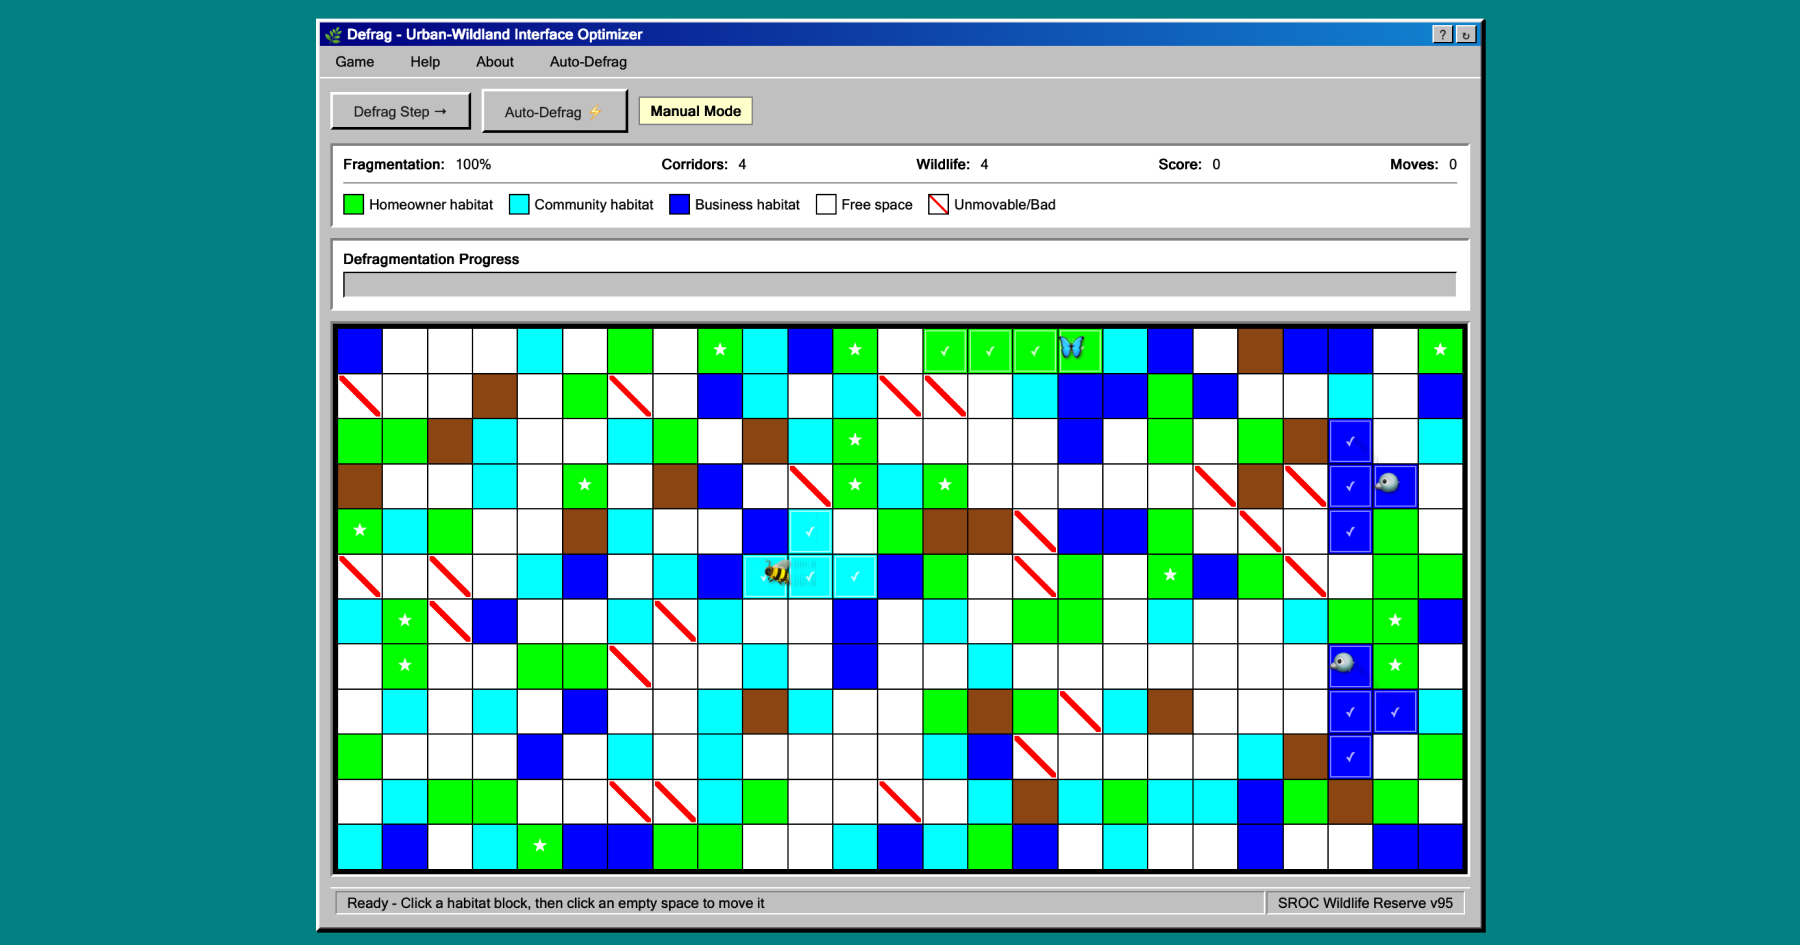 Defrag - Urban-Wildland Interface Optimizer
? ↻
Game Help About Auto-Defrag
Defrag Step → Auto-Defrag ⚡ Manual Mode
Fragmentation: 100% Corridors: 4 Wildlife: 4 Score: 0 Moves: 0
Homeowner habitat Community habitat Business habitat Free space Unmovable/Bad
Defragmentation Progress
Ready - Click a habitat block, then click an empty space to move it SROC Wildlife Reserve v95